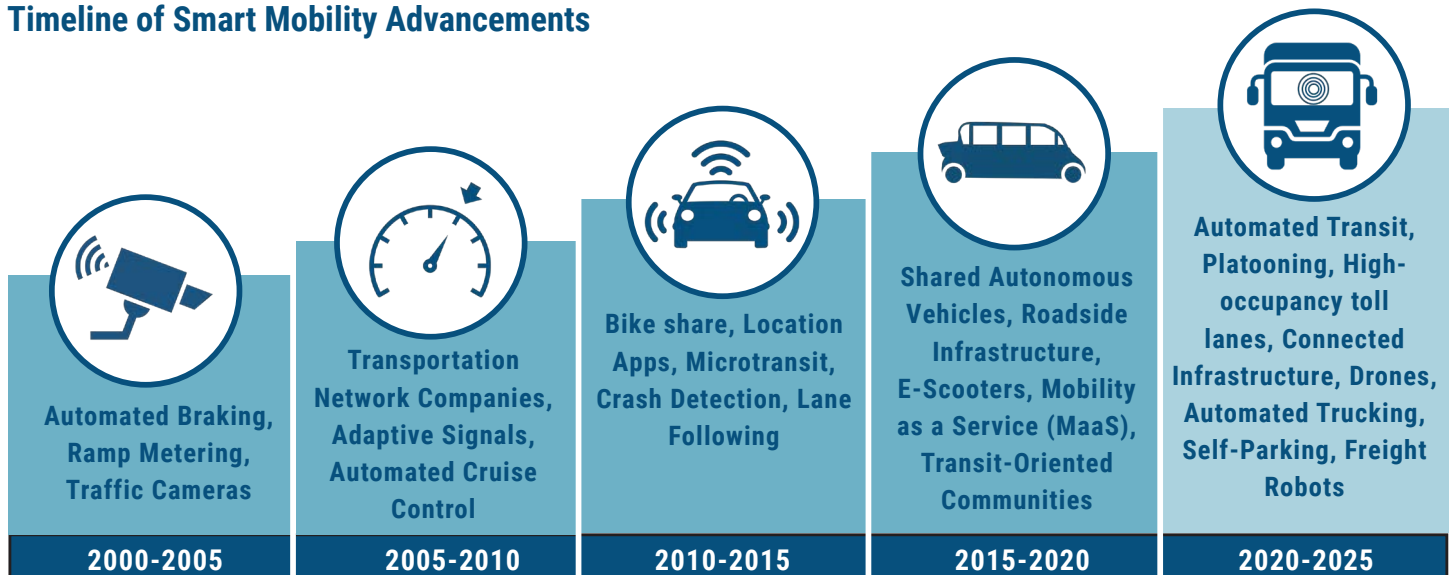 Timeline of Smart Mobility Advancements
Automated Braking,
Ramp Metering,
Traffic Cameras
2000-2005
Transportation
Network Companies,
Adaptive Signals,
Automated Cruise
Control
2005-2010
Bike share, Location
Apps, Microtransit,
Crash Detection, Lane
Following
2010-2015
Shared Autonomous
Vehicles, Roadside
Infrastructure,
E-Scooters, Mobility
as a Service (MaaS),
Transit-Oriented
Communities
2015-2020
Automated Transit,
Platooning, High-
occupancy toll
lanes, Connected
Infrastructure, Drones,
Automated Trucking,
Self-Parking, Freight
Robots
2020-2025